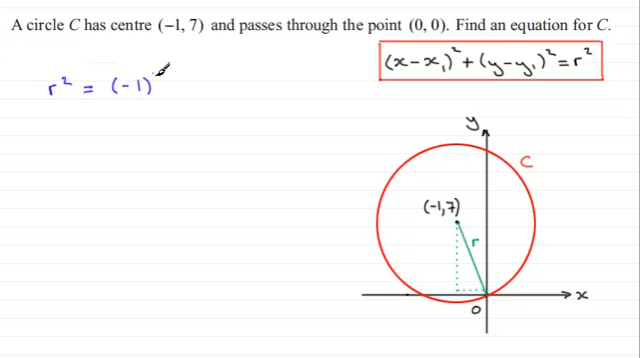 A circle C has centre (−1, 7) and passes through the point (0, 0). Find an equation for C.
(x−x₁)²+(y−y₁)²=r²
r² = (−1)
y
C
(−1,7)
r
x
O